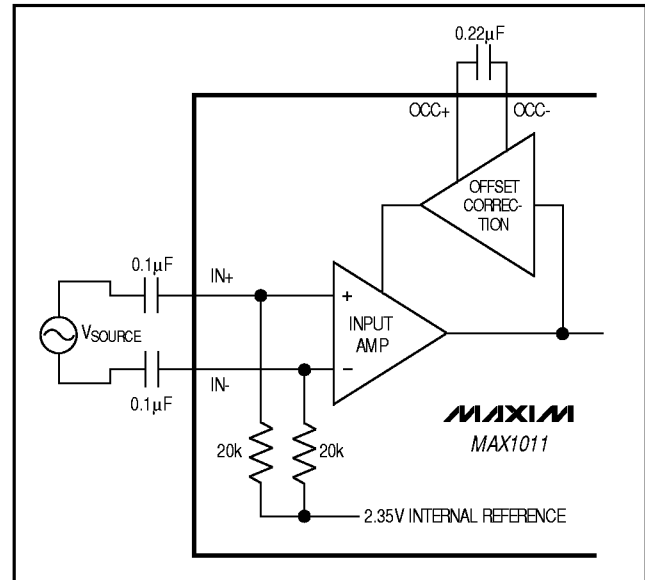 0.22µF
OCC+ OCC-
OFFSET
CORREC-
TION
0.1µF
IN+
+
VSOURCE
INPUT
AMP
−
IN-
0.1µF
MAXIM
MAX1011
20k 20k
2.35V INTERNAL REFERENCE